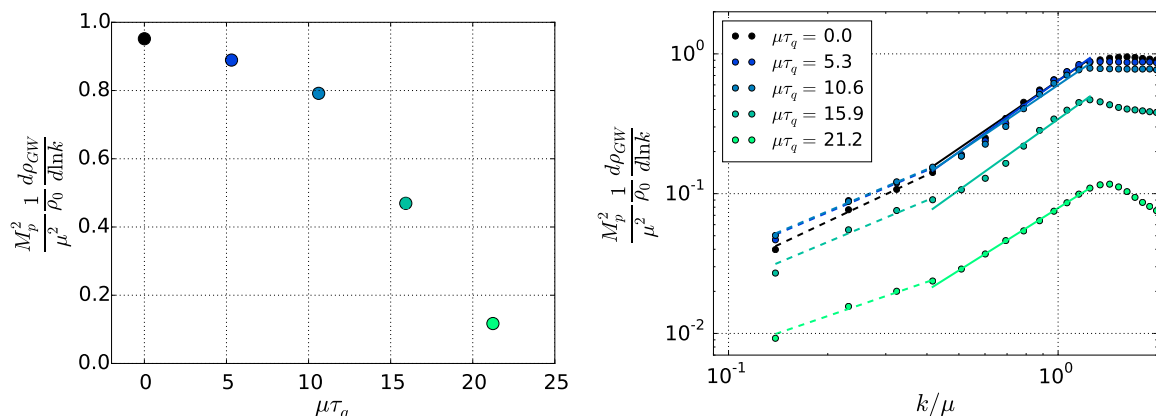 1.0
0.8
0.6
0.4
0.2
0.0
0 5 10 15 20 25
μτ_q
M_p^2/μ^2 1/ρ_0 dρ_GW/dlnk
μτ_q = 0.0
μτ_q = 5.3
μτ_q = 10.6
μτ_q = 15.9
μτ_q = 21.2
10^0
10^-1
10^-2
10^-1 10^0
k/μ
M_p^2/μ^2 1/ρ_0 dρ_GW/dlnk